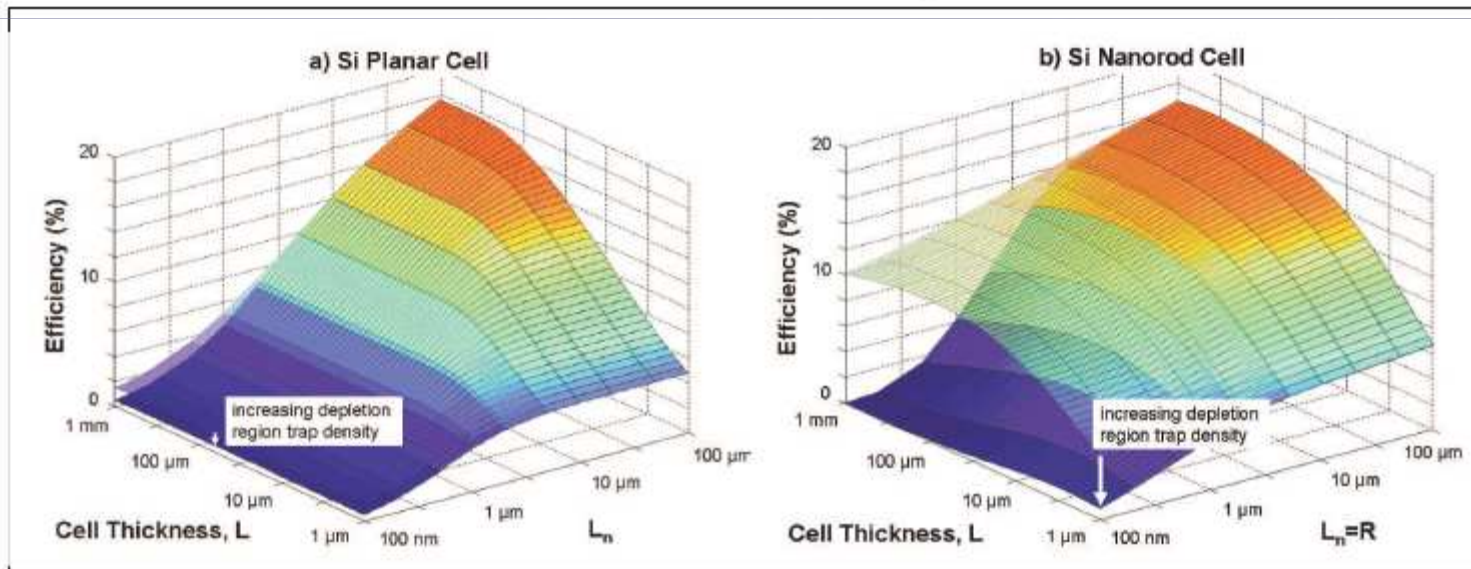 a) Si Planar Cell
20
10
0
Efficiency (%)
1 mm
100 µm
10 µm
1 µm
Cell Thickness, L
increasing depletion
region trap density
100 nm
1 µm
10 µm
100 µm
Lₙ
b) Si Nanorod Cell
20
10
0
Efficiency (%)
1 mm
100 µm
10 µm
1 µm
Cell Thickness, L
increasing depletion
region trap density
100 nm
1 µm
10 µm
100 µm
Lₙ=R